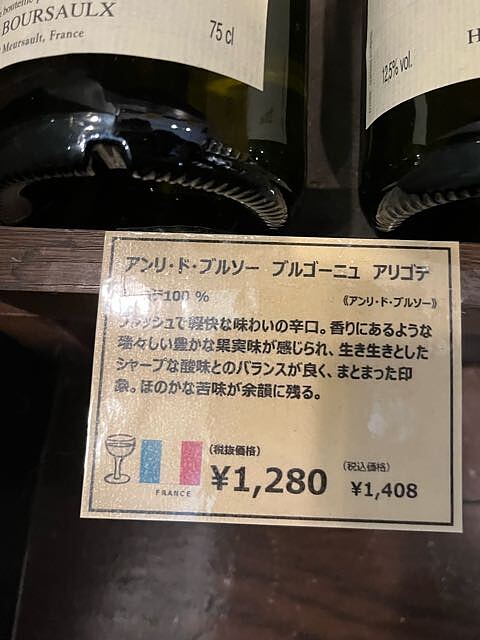 bouteille p
BOURSAULX
Meursault, France
75 cl
H
12.5% vol.
アンリ・ド・ブルソー ブルゴーニュ アリゴテ
100 %
《アンリ・ド・ブルソー》
フレッシュで軽快な味わいの辛口。香りにあるような
瑞々しい豊かな果実味が感じられ、生き生きとした
シャープな酸味とのバランスが良く、まとまった印
象。ほのかな苦味が余韻に残る。
(税抜価格)
(税込価格)
¥1,280
¥1,408
FRANCE